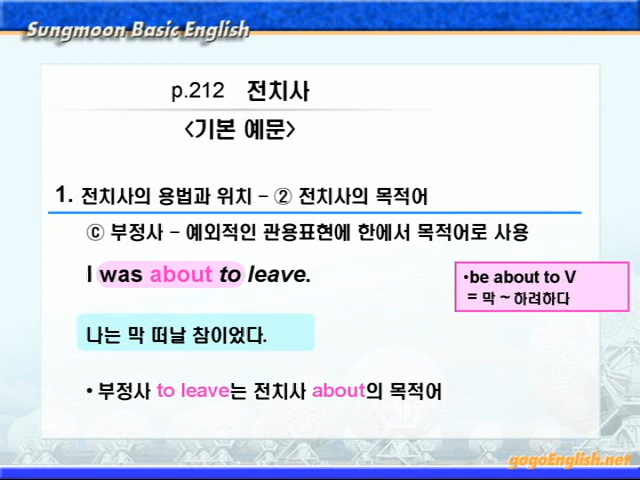 Sungmoon Basic English
p.212 전치사
<기본 예문>
1. 전치사의 용법과 위치 - ② 전치사의 목적어
ⓒ 부정사 - 예외적인 관용표현에 한에서 목적어로 사용
I was about to leave.
•be about to V
= 막 ~ 하려하다
나는 막 떠날 참이었다.
• 부정사 to leave는 전치사 about의 목적어
gogoEnglish.net